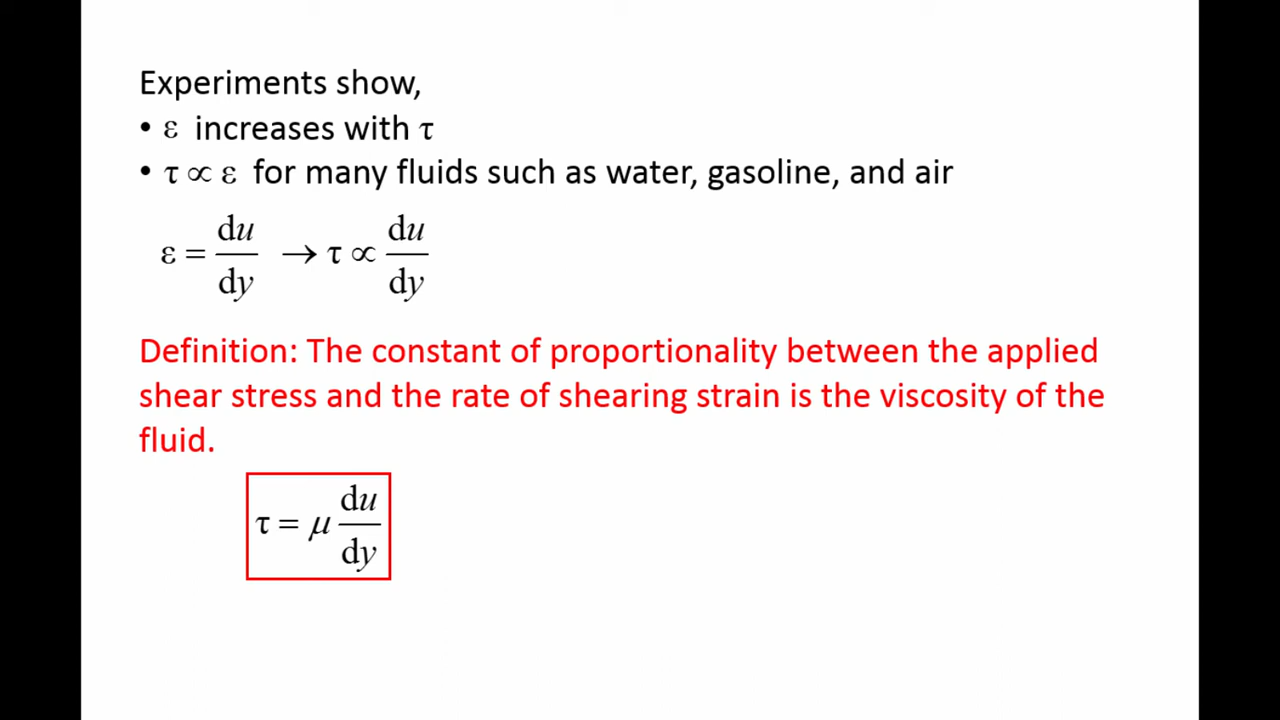 Experiments show,
• ε increases with τ
• τ ∝ ε for many fluids such as water, gasoline, and air
ε = du/dy → τ ∝ du/dy
Definition: The constant of proportionality between the applied
shear stress and the rate of shearing strain is the viscosity of the
fluid.
τ = μ du/dy